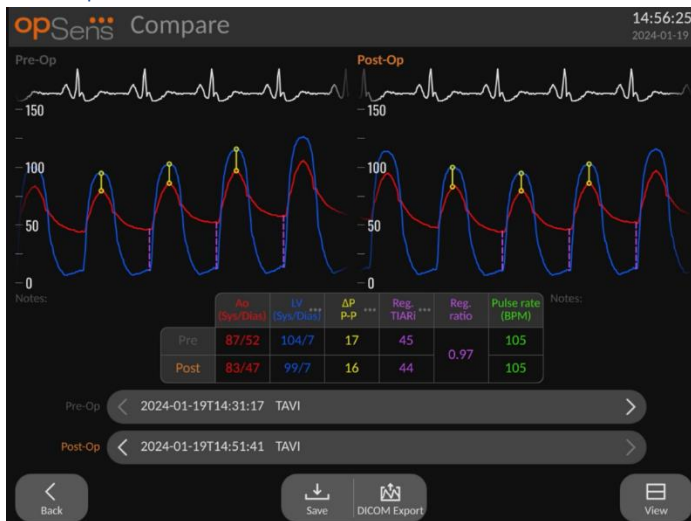 opSens Compare 14:56:25
2024-01-19
Pre-Op Post-Op
150 150
100 100
50 50
0 0
Notes: Notes:
Ao (Sys/Dias) LV (Sys/Dias) ΔP P-P Reg. TIARi Reg. ratio Pulse rate (BPM)
Pre 87/52 104/7 17 45 0.97 105
Post 83/47 99/7 16 44 105
Pre-Op 2024-01-19T14:31:17 TAVI
Post-Op 2024-01-19T14:51:41 TAVI
Back Save DICOM Export View